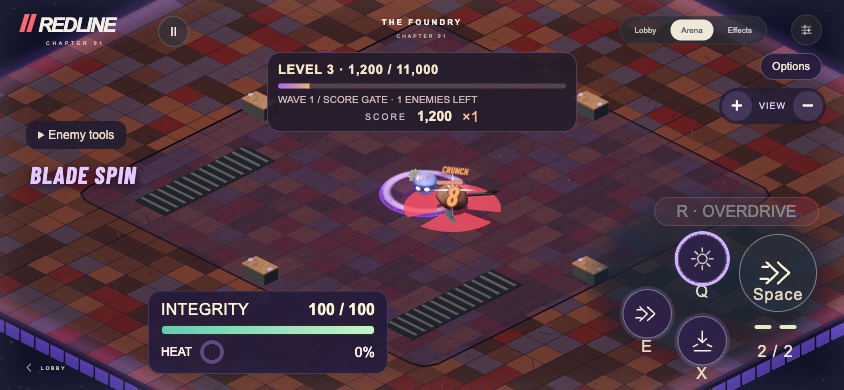 REDLINE
CHAPTER 01
THE FOUNDRY
CHAPTER 01
Lobby
Arena
Effects
Options
VIEW
LEVEL 3 · 1,200 / 11,000
WAVE 1 / SCORE GATE · 1 ENEMIES LEFT
SCORE 1,200 ×1
Enemy tools
BLADE SPIN
CRUNCH
8
R · OVERDRIVE
Q
Space
E
X
2 / 2
INTEGRITY 100 / 100
HEAT 0%
LOBBY